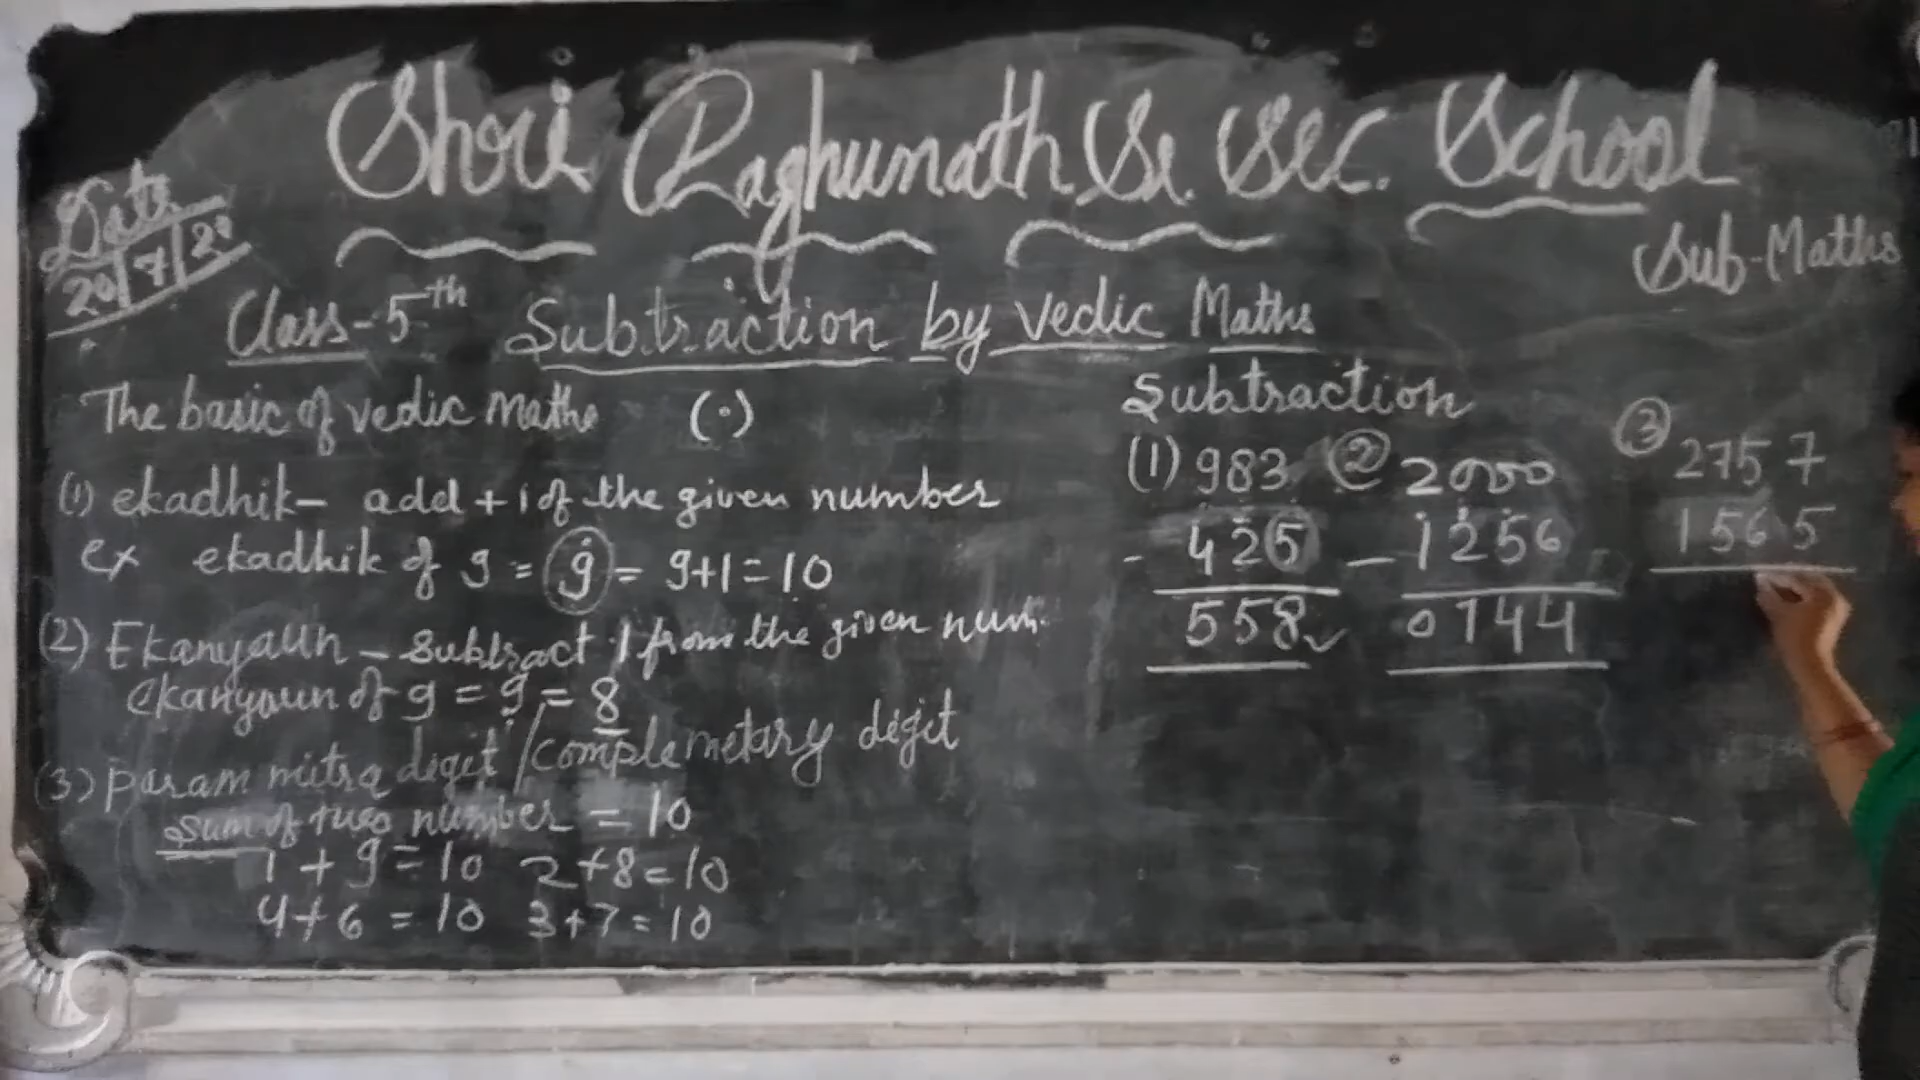 Shri Raghunath Sr. Sec. School
Date
20/7/21
Sub-Maths
Class-5th Subtraction by Vedic Maths
The basic of vedic maths (·)
(1) ekadhik - add +1 of the given number
ex ekadhik of 9 = 9̇ = 9+1=10
(2) Ekanyaun - subtract 1 from the given num.
ekanyaun of 9 = 9̣ = 8
(3) param mitra digit / complemetary digit
sum of two number = 10
1 + 9 = 10 2+8=10
4+6 = 10 3+7=10
Subtraction
(1) 983
- 425
558 ✓
② 2000
- 1256
0744
③ 2757
1565